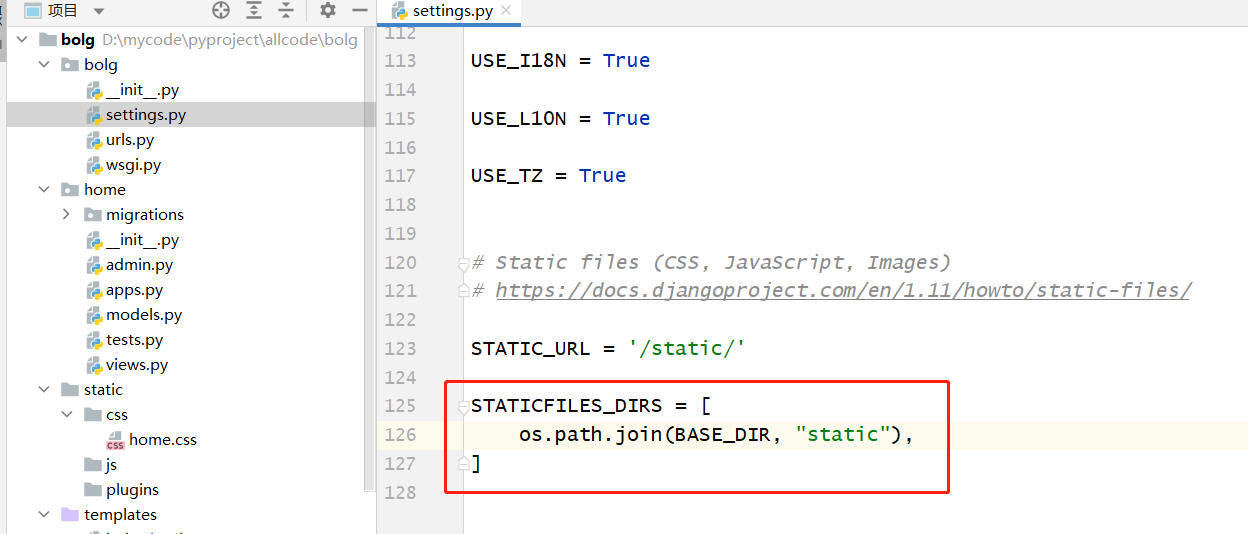 项目
settings.py
bolg D:\mycode\pyproject\allcode\bolg
bolg
__init__.py
settings.py
urls.py
wsgi.py
home
migrations
__init__.py
admin.py
apps.py
models.py
tests.py
views.py
static
css
home.css
js
plugins
templates
112
113 USE_I18N = True
114
115 USE_L10N = True
116
117 USE_TZ = True
118
119
120 # Static files (CSS, JavaScript, Images)
121 # https://docs.djangoproject.com/en/1.11/howto/static-files/
122
123 STATIC_URL = '/static/'
124
125 STATICFILES_DIRS = [
126 os.path.join(BASE_DIR, "static"),
127 ]
128